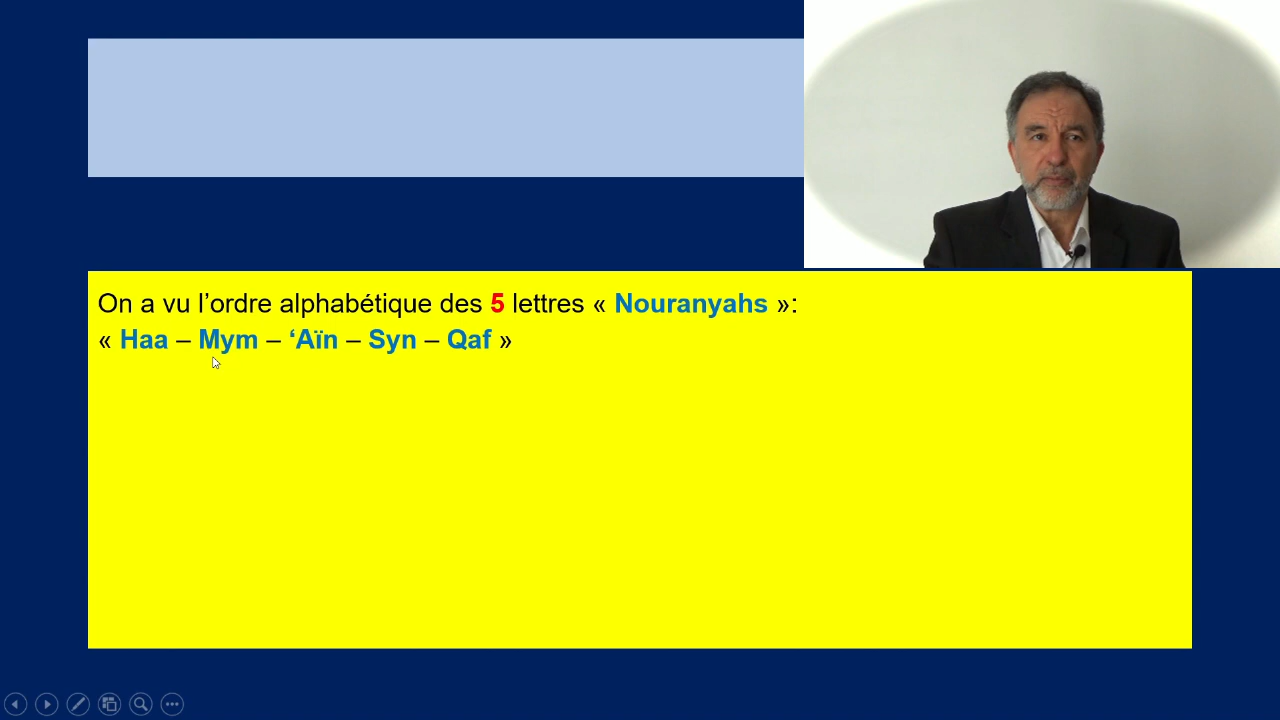 On a vu l’ordre alphabétique des 5 lettres « Nouranyahs »:
« Haa – Mym – ‘Aïn – Syn – Qaf »